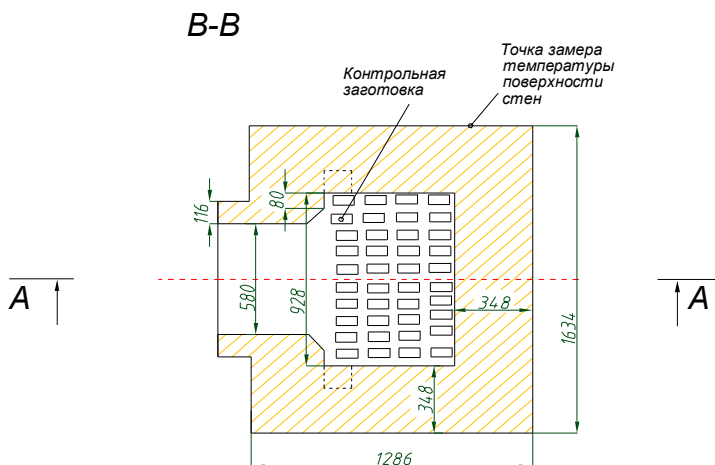 В-В
Точка замера
температуры
поверхности
стен
Контрольная
заготовка
116
80
580
928
348
1634
А
А
348
1286